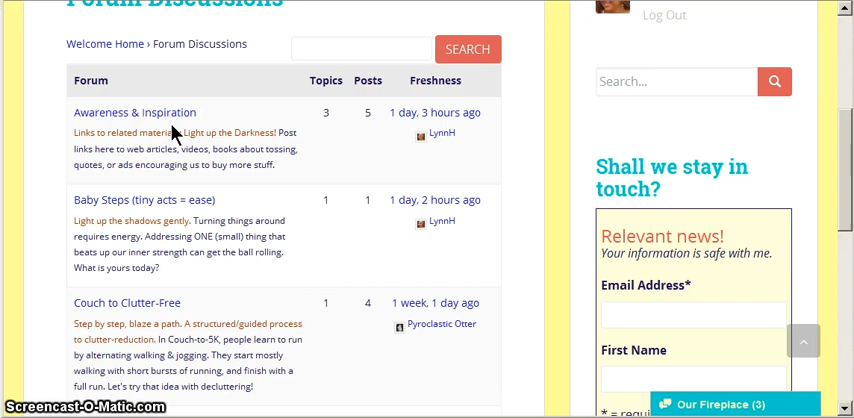 Forum Discussions
Log Out
Welcome Home › Forum Discussions
SEARCH
Search...
Forum Topics Posts Freshness
Awareness & Inspiration 3 5 1 day, 3 hours ago
Links to related materia Light up the Darkness! Post
LynnH
links here to web articles, videos, books about tossing,
quotes, or ads encouraging us to buy more stuff.
Baby Steps (tiny acts = ease) 1 1 1 day, 2 hours ago
Light up the shadows gently. Turning things around
LynnH
requires energy. Addressing ONE (small) thing that
beats up our inner strength can get the ball rolling.
What is yours today?
Couch to Clutter-Free 1 4 1 week, 1 day ago
Step by step, blaze a path. A structured/guided process
Pyroclastic Otter
to clutter-reduction. In Couch-to-5K, people learn to run
by alternating walking & jogging. They start mostly
walking with short bursts of running, and finish with a
full run. Let's try that idea with decluttering!
Shall we stay in
touch?
Relevant news!
Your information is safe with me.
Email Address*
First Name
* = requi
Our Fireplace (3)
Screencast-O-Matic.com